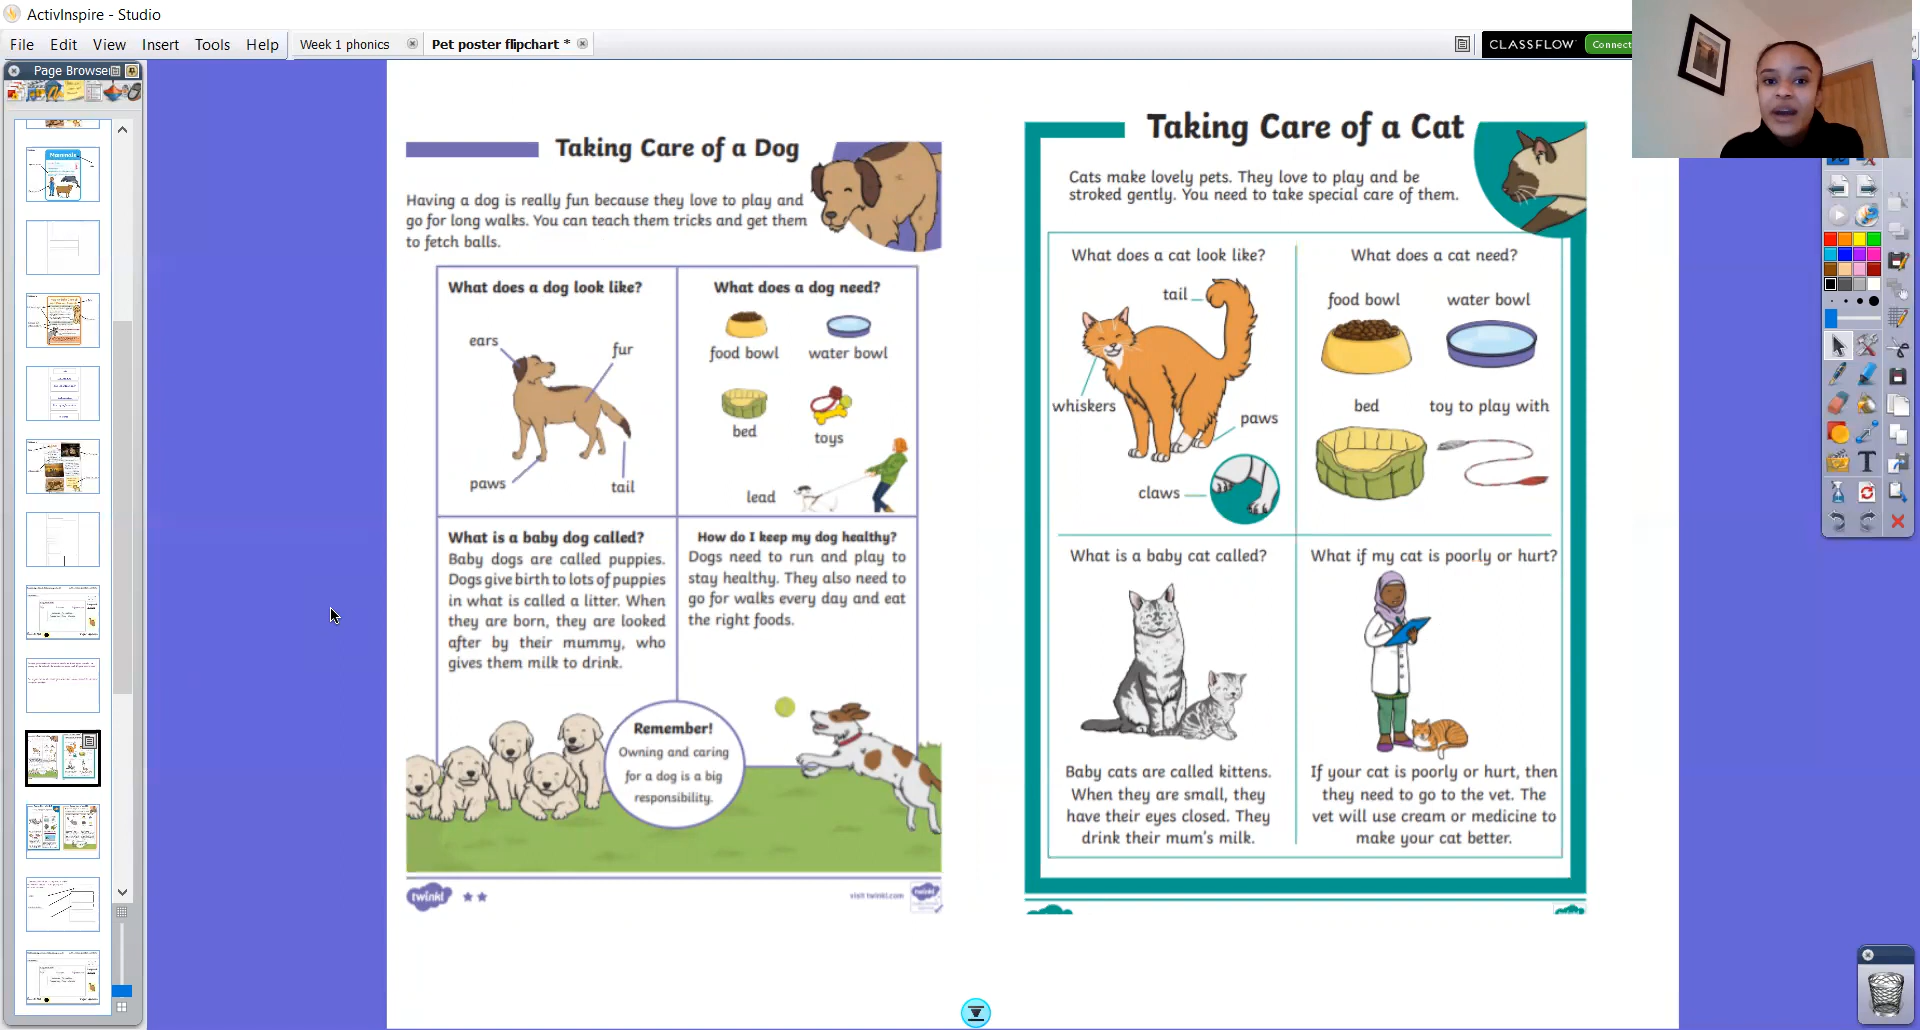 ActivInspire - Studio
File Edit View Insert Tools Help
Week 1 phonics
Pet poster flipchart *
CLASSFLOW
Connect
Page Browser
Mammals
Taking Care of a Dog
Having a dog is really fun because they love to play and
go for long walks. You can teach them tricks and get them
to fetch balls.
What does a dog look like?
ears
fur
paws
tail
What does a dog need?
food bowl
water bowl
bed
toys
lead
What is a baby dog called?
Baby dogs are called puppies.
Dogs give birth to lots of puppies
in what is called a litter. When
they are born, they are looked
after by their mummy, who
gives them milk to drink.
How do I keep my dog healthy?
Dogs need to run and play to
stay healthy. They also need to
go for walks every day and eat
the right foods.
Remember!
Owning and caring
for a dog is a big
responsibility.
twinkl
visit twinkl.com
twinkl
Taking Care of a Cat
Cats make lovely pets. They love to play and be
stroked gently. You need to take special care of them.
What does a cat look like?
tail
whiskers
paws
claws
What does a cat need?
food bowl
water bowl
bed
toy to play with
What is a baby cat called?
Baby cats are called kittens.
When they are small, they
have their eyes closed. They
drink their mum's milk.
What if my cat is poorly or hurt?
If your cat is poorly or hurt, then
they need to go to the vet. The
vet will use cream or medicine to
make your cat better.